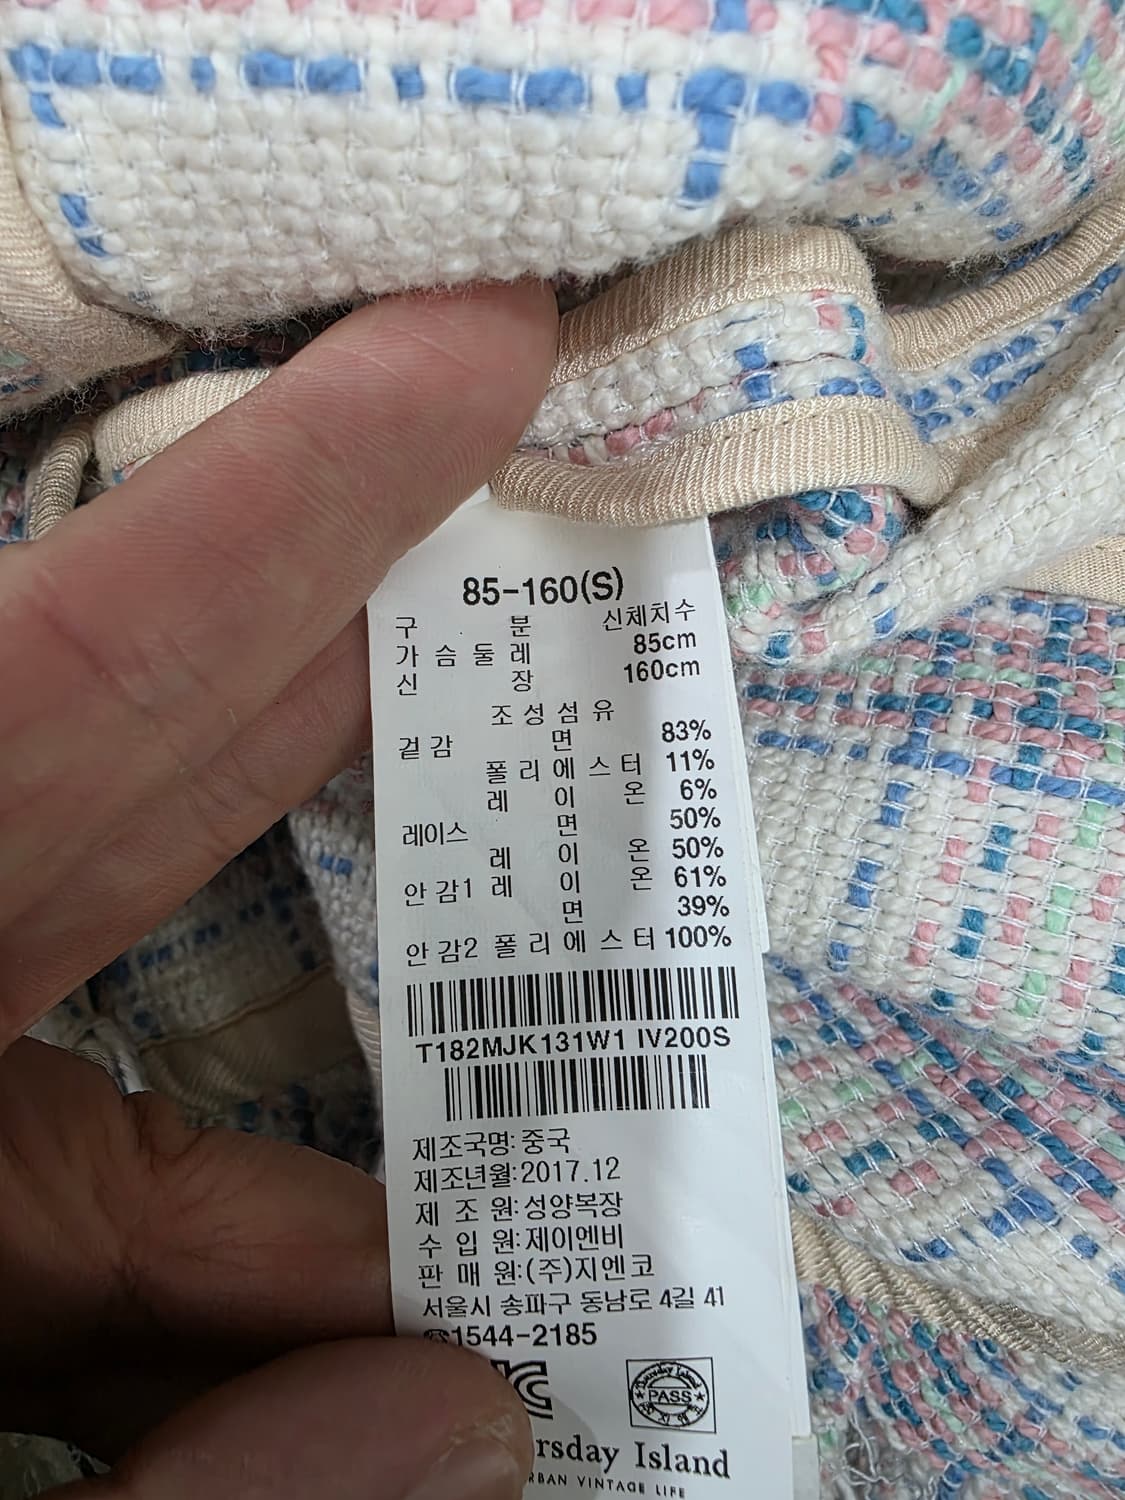 85-160(S)
구 분 신체치수
가 슴 둘 레 85cm
신 장 160cm
조 성 섬 유
겉 감 면 83%
폴 리 에 스 터 11%
레 이 온 6%
레이스 면 50%
레 이 온 50%
안 감1 레 이 온 61%
면 39%
안 감2 폴 리 에 스 터 100%
T182MJK131W1 IV200S
제조국명:중국
제조년월:2017.12
제 조 원:성양복장
수 입 원:제이엔비
판 매 원:(주)지엔코
서울시 송파구 동남로 4길 41
☎1544-2185
Thursday Island
PASS
rsday Island
RBAN VINTAGE LIFE